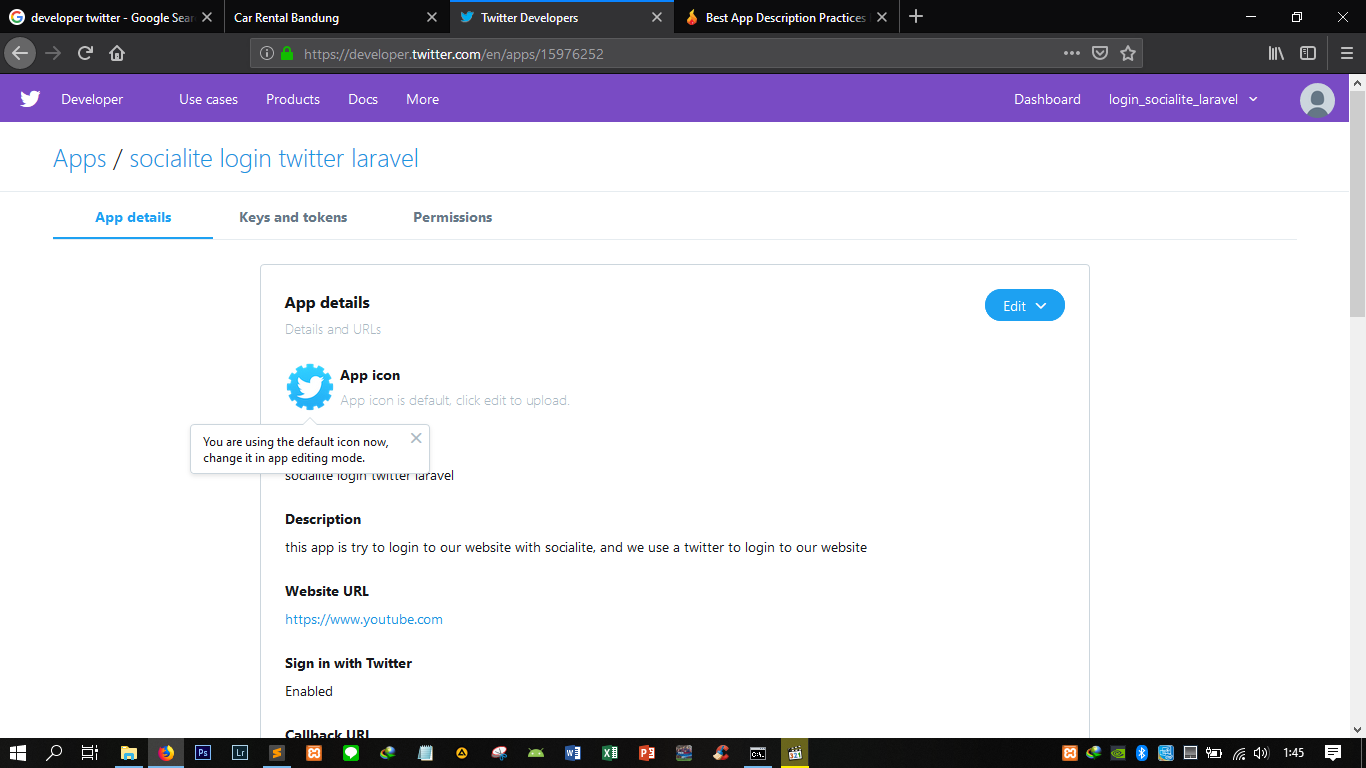 developer twitter - Google Sear
Car Rental Bandung
Twitter Developers
Best App Description Practices
https://developer.twitter.com/en/apps/15976252
Developer
Use cases
Products
Docs
More
Dashboard
login_socialite_laravel
Apps / socialite login twitter laravel
App details
Keys and tokens
Permissions
App details
Edit
Details and URLs
App icon
App icon is default, click edit to upload.
You are using the default icon now,
change it in app editing mode.
socialite login twitter laravel
Description
this app is try to login to our website with socialite, and we use a twitter to login to our website
Website URL
https://www.youtube.com
Sign in with Twitter
Enabled
Callback URL
Ps
Lr
1:45